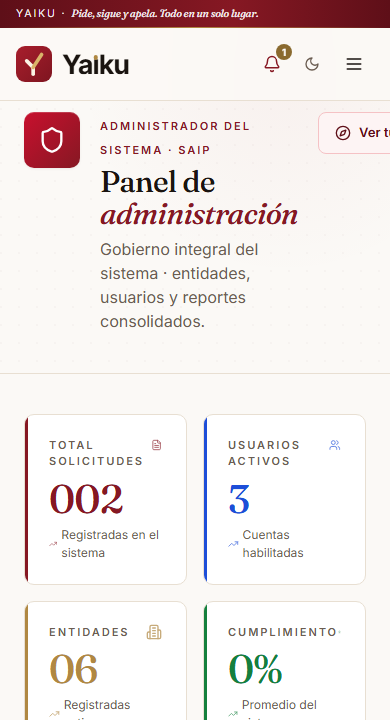 YAIKU · Pide, sigue y apela. Todo en un solo lugar.
Yaiku
1
ADMINISTRADOR DEL
SISTEMA · SAIP
Ver
Panel de
administración
Gobierno integral del
sistema · entidades,
usuarios y reportes
consolidados.
TOTAL
SOLICITUDES
002
Registradas en el
sistema
USUARIOS
ACTIVOS
3
Cuentas
habilitadas
ENTIDADES
06
Registradas
CUMPLIMIENTO
0%
Promedio del